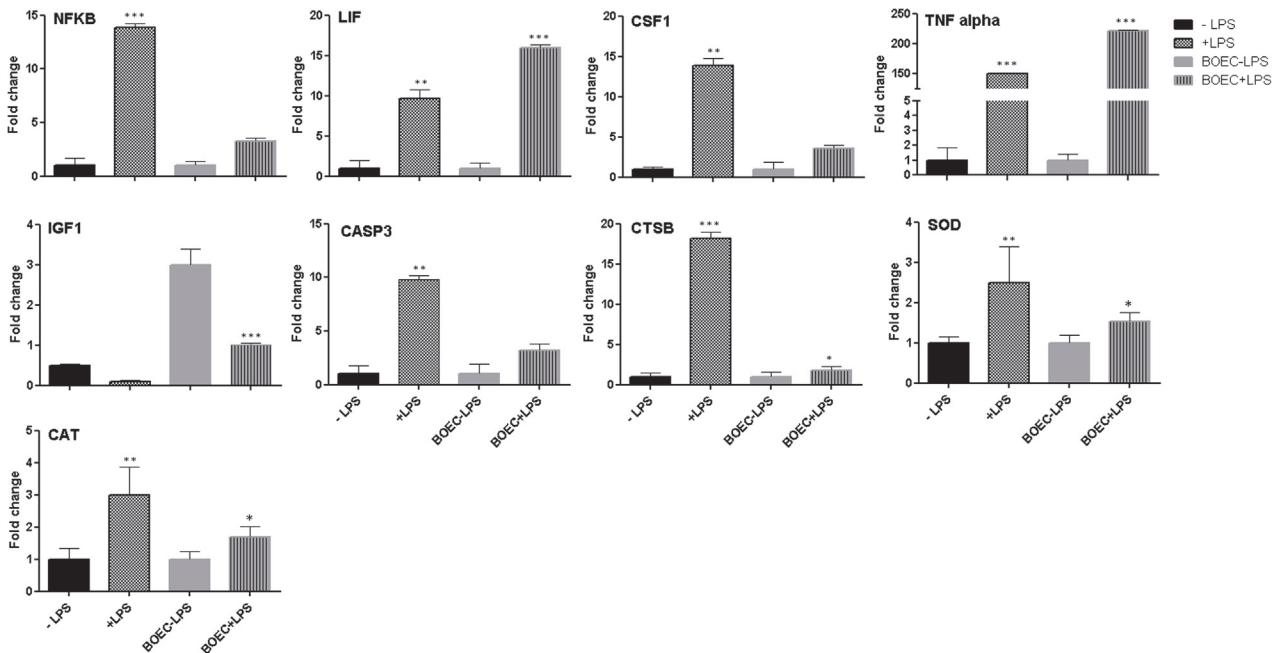 NFKB
Fold change
15
10
5
0
***
LIF
Fold change
20
15
10
5
0
**
***
CSF1
Fold change
20
15
10
5
0
**
TNF alpha
Fold change
250
200
150
5
4
3
2
1
0
***
***
- LPS
+LPS
BOEC-LPS
BOEC+LPS
IGF1
Fold change
4
3
2
1
0
***
CASP3
Fold change
15
10
5
0
**
- LPS
+LPS
BOEC-LPS
BOEC+LPS
CTSB
Fold change
20
15
10
5
0
***
*
- LPS
+LPS
BOEC-LPS
BOEC+LPS
SOD
Fold change
4
3
2
1
0
**
*
- LPS
+LPS
BOEC-LPS
BOEC+LPS
CAT
Fold change
5
4
3
2
1
0
**
*
- LPS
+LPS
BOEC-LPS
BOEC+LPS